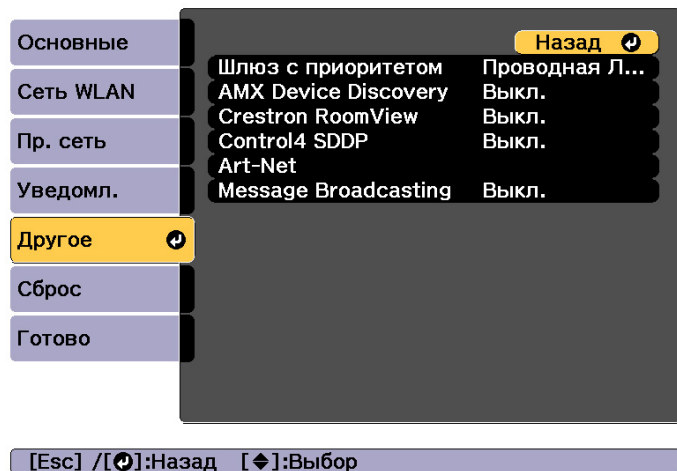 Основные
Сеть WLAN
Пр. сеть
Уведомл.
Другое
Сброс
Готово
Назад
Шлюз с приоритетом Проводная Л...
AMX Device Discovery Выкл.
Crestron RoomView Выкл.
Control4 SDDP Выкл.
Art-Net
Message Broadcasting Выкл.
[Esc] /[↵]:Назад [◆]:Выбор